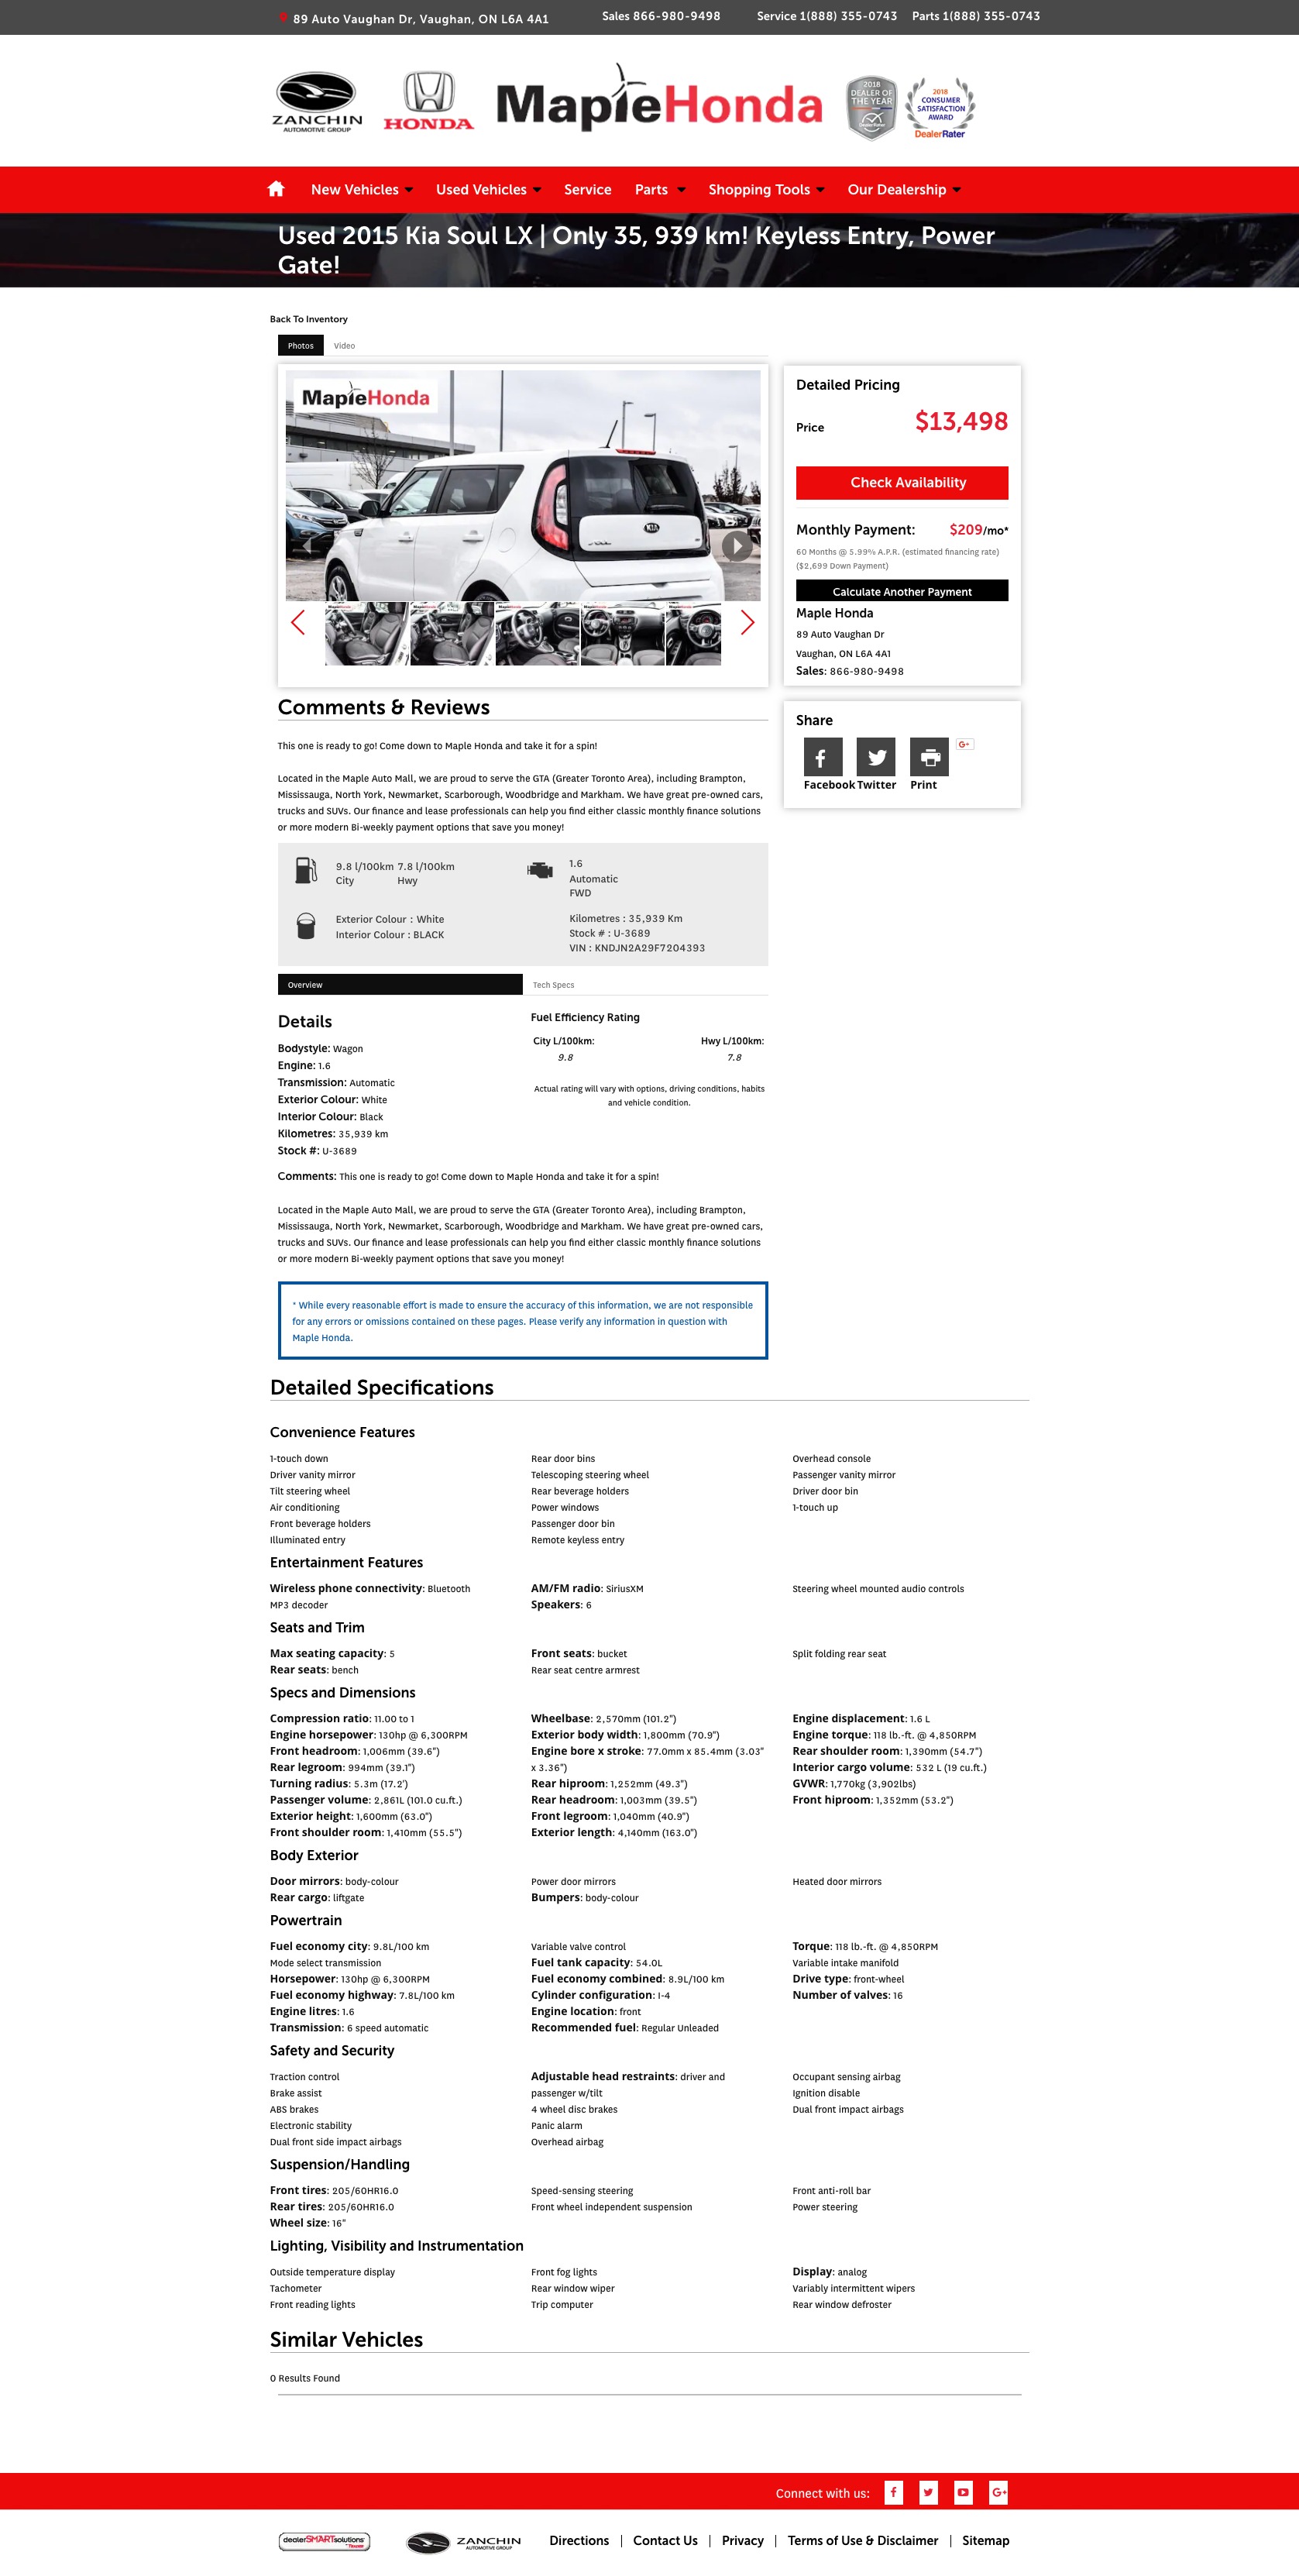 89 Auto Vaughan Dr, Vaughan, ON L6A 4A1
Sales 866-980-9498
Service 1(888) 355-0743
Parts 1(888) 355-0743
ZANCHIN
AUTOMOTIVE GROUP
HONDA
MapleHonda
2018
DEALER OF
THE YEAR
DealerRater
2018
CONSUMER
SATISFACTION
AWARD
DealerRater
New Vehicles
Used Vehicles
Service
Parts
Shopping Tools
Our Dealership
Used 2015 Kia Soul LX | Only 35, 939 km! Keyless Entry, Power
Gate!
Back To Inventory
Photos
Video
MapleHonda
KIA
Detailed Pricing
Price
$13,498
Check Availability
Monthly Payment:
$209/mo*
60 Months @ 5.99% A.P.R. (estimated financing rate)
($2,699 Down Payment)
Calculate Another Payment
Maple Honda
89 Auto Vaughan Dr
Vaughan, ON L6A 4A1
Sales: 866-980-9498
Share
G+
Facebook
Twitter
Print
Comments & Reviews
This one is ready to go! Come down to Maple Honda and take it for a spin!
Located in the Maple Auto Mall, we are proud to serve the GTA (Greater Toronto Area), including Brampton,
Mississauga, North York, Newmarket, Scarborough, Woodbridge and Markham. We have great pre-owned cars,
trucks and SUVs. Our finance and lease professionals can help you find either classic monthly finance solutions
or more modern Bi-weekly payment options that save you money!
9.8 l/100km 7.8 l/100km
City Hwy
1.6
Automatic
FWD
Exterior Colour : White
Interior Colour : BLACK
Kilometres : 35,939 Km
Stock # : U-3689
VIN : KNDJN2A29F7204393
Overview
Tech Specs
Details
Bodystyle: Wagon
Engine: 1.6
Transmission: Automatic
Exterior Colour: White
Interior Colour: Black
Kilometres: 35,939 km
Stock #: U-3689
Fuel Efficiency Rating
City L/100km: Hwy L/100km:
9.8 7.8
Actual rating will vary with options, driving conditions, habits
and vehicle condition.
Comments: This one is ready to go! Come down to Maple Honda and take it for a spin!
Located in the Maple Auto Mall, we are proud to serve the GTA (Greater Toronto Area), including Brampton,
Mississauga, North York, Newmarket, Scarborough, Woodbridge and Markham. We have great pre-owned cars,
trucks and SUVs. Our finance and lease professionals can help you find either classic monthly finance solutions
or more modern Bi-weekly payment options that save you money!
* While every reasonable effort is made to ensure the accuracy of this information, we are not responsible
for any errors or omissions contained on these pages. Please verify any information in question with
Maple Honda.
Detailed Specifications
Convenience Features
1-touch down
Driver vanity mirror
Tilt steering wheel
Air conditioning
Front beverage holders
Illuminated entry
Rear door bins
Telescoping steering wheel
Rear beverage holders
Power windows
Passenger door bin
Remote keyless entry
Overhead console
Passenger vanity mirror
Driver door bin
1-touch up
Entertainment Features
Wireless phone connectivity: Bluetooth
MP3 decoder
AM/FM radio: SiriusXM
Speakers: 6
Steering wheel mounted audio controls
Seats and Trim
Max seating capacity: 5
Rear seats: bench
Front seats: bucket
Rear seat centre armrest
Split folding rear seat
Specs and Dimensions
Compression ratio: 11.00 to 1
Engine horsepower: 130hp @ 6,300RPM
Front headroom: 1,006mm (39.6")
Rear legroom: 994mm (39.1")
Turning radius: 5.3m (17.2')
Passenger volume: 2,861L (101.0 cu.ft.)
Exterior height: 1,600mm (63.0")
Front shoulder room: 1,410mm (55.5")
Wheelbase: 2,570mm (101.2")
Exterior body width: 1,800mm (70.9")
Engine bore x stroke: 77.0mm x 85.4mm (3.03"
x 3.36")
Rear hiproom: 1,252mm (49.3")
Rear headroom: 1,003mm (39.5")
Front legroom: 1,040mm (40.9")
Exterior length: 4,140mm (163.0")
Engine displacement: 1.6 L
Engine torque: 118 lb.-ft. @ 4,850RPM
Rear shoulder room: 1,390mm (54.7")
Interior cargo volume: 532 L (19 cu.ft.)
GVWR: 1,770kg (3,902lbs)
Front hiproom: 1,352mm (53.2")
Body Exterior
Door mirrors: body-colour
Rear cargo: liftgate
Power door mirrors
Bumpers: body-colour
Heated door mirrors
Powertrain
Fuel economy city: 9.8L/100 km
Mode select transmission
Horsepower: 130hp @ 6,300RPM
Fuel economy highway: 7.8L/100 km
Engine litres: 1.6
Transmission: 6 speed automatic
Variable valve control
Fuel tank capacity: 54.0L
Fuel economy combined: 8.9L/100 km
Cylinder configuration: I-4
Engine location: front
Recommended fuel: Regular Unleaded
Torque: 118 lb.-ft. @ 4,850RPM
Variable intake manifold
Drive type: front-wheel
Number of valves: 16
Safety and Security
Traction control
Brake assist
ABS brakes
Electronic stability
Dual front side impact airbags
Adjustable head restraints: driver and
passenger w/tilt
4 wheel disc brakes
Panic alarm
Overhead airbag
Occupant sensing airbag
Ignition disable
Dual front impact airbags
Suspension/Handling
Front tires: 205/60HR16.0
Rear tires: 205/60HR16.0
Wheel size: 16"
Speed-sensing steering
Front wheel independent suspension
Front anti-roll bar
Power steering
Lighting, Visibility and Instrumentation
Outside temperature display
Tachometer
Front reading lights
Front fog lights
Rear window wiper
Trip computer
Display: analog
Variably intermittent wipers
Rear window defroster
Similar Vehicles
0 Results Found
Connect with us:
G+
dealerSMARTsolutions
ZANCHIN
AUTOMOTIVE GROUP
Directions | Contact Us | Privacy | Terms of Use & Disclaimer | Sitemap